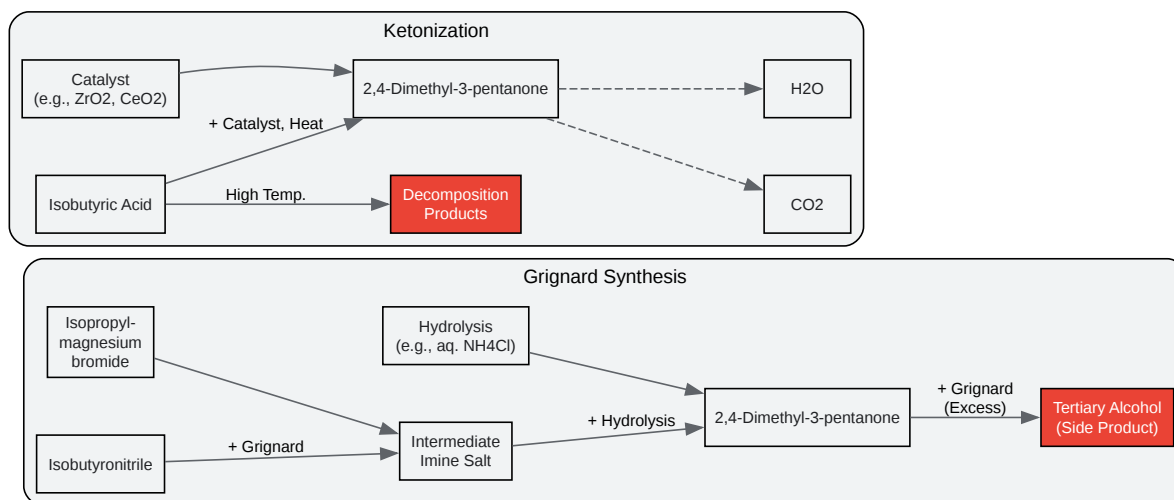 Ketonization
Catalyst
(e.g., ZrO2, CeO2)
2,4-Dimethyl-3-pentanone
H2O
+ Catalyst, Heat
Isobutyric Acid
High Temp.
Decomposition
Products
CO2
Grignard Synthesis
Isopropyl-
magnesium
bromide
Hydrolysis
(e.g., aq. NH4Cl)
Isobutyronitrile
+ Grignard
Intermediate
Imine Salt
+ Hydrolysis
2,4-Dimethyl-3-pentanone
+ Grignard
(Excess)
Tertiary Alcohol
(Side Product)